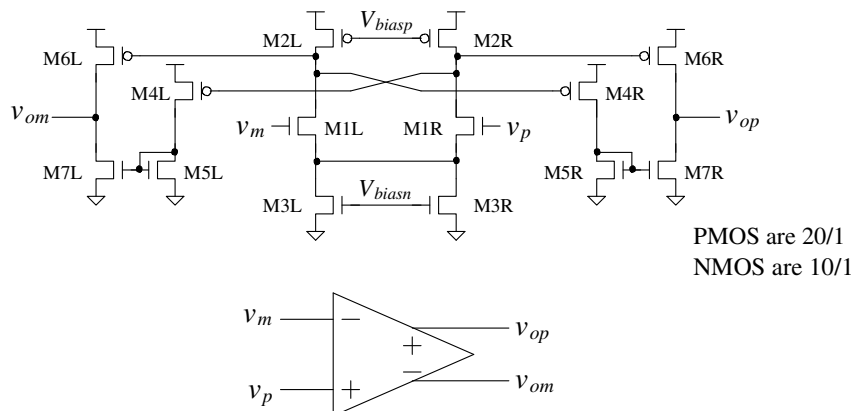 V_biasp
M2L M2R
M6L M6R
M4L M4R
v_om v_m M1L M1R v_p v_op
M7L M5L V_biasn M5R M7R
M3L M3R
PMOS are 20/1
NMOS are 10/1
v_m − v_op
+
−
v_p + v_om